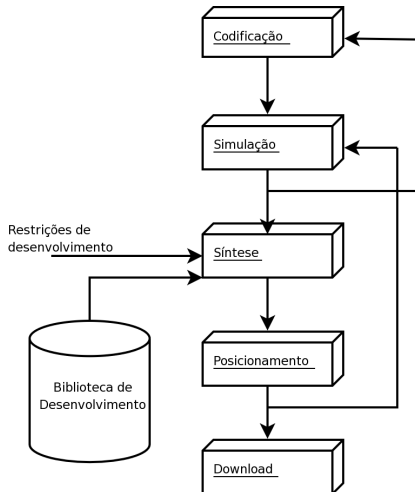 Codificação
Simulação
Restrições de
desenvolvimento
Síntese
Posicionamento
Biblioteca de
Desenvolvimento
Download